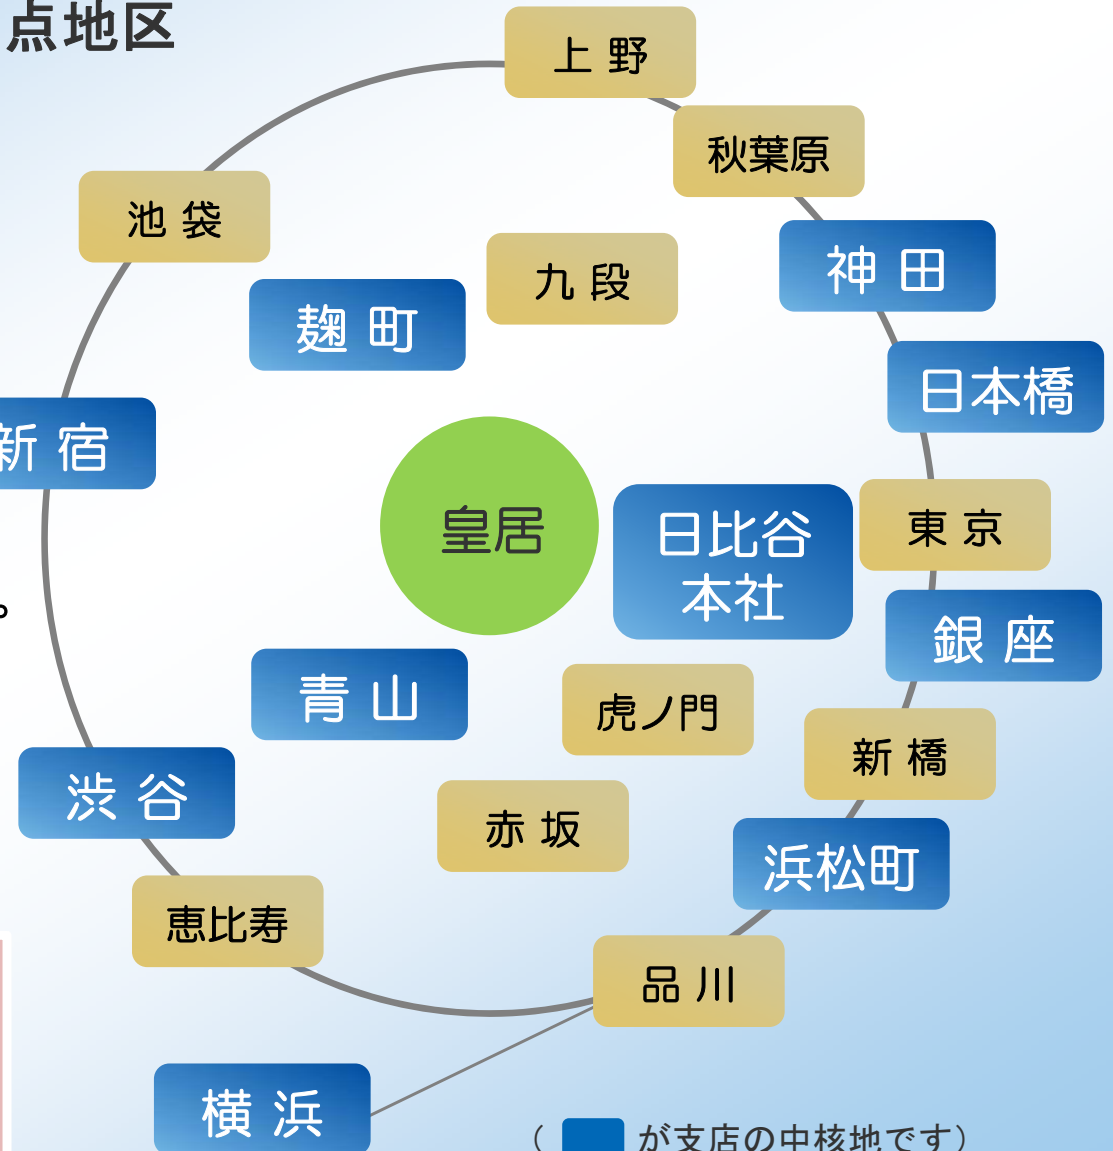 点地区
上野
秋葉原
池袋
九段
神田
麹町
日本橋
新宿
皇居
日比谷
本社
東京
。
銀座
青山
虎ノ門
新橋
渋谷
赤坂
浜松町
恵比寿
品川
横浜
( が支店の中核地です)